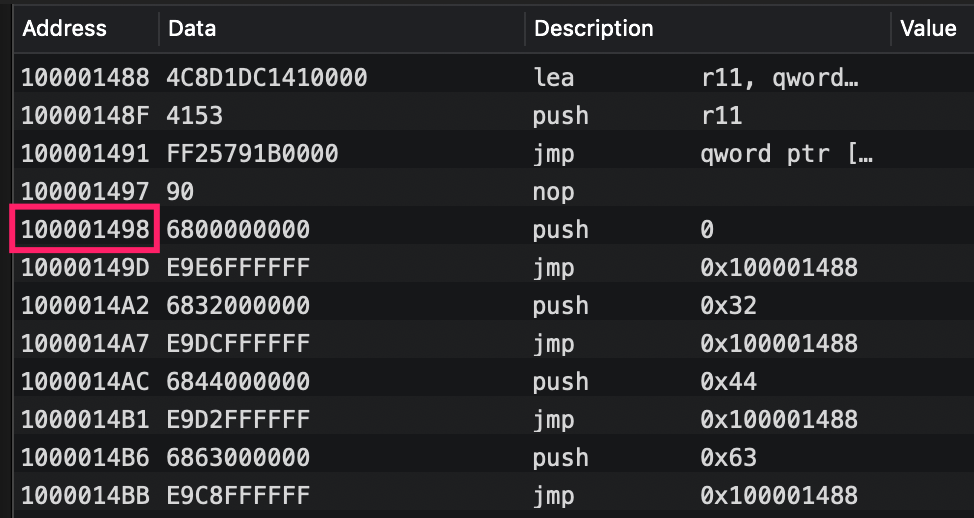 Address Data Description Value
100001488 4C8D1DC1410000 lea r11, qword…
10000148F 4153 push r11
100001491 FF25791B0000 jmp qword ptr […
100001497 90 nop
100001498 6800000000 push 0
10000149D E9E6FFFFFF jmp 0x100001488
1000014A2 6832000000 push 0x32
1000014A7 E9DCFFFFFF jmp 0x100001488
1000014AC 6844000000 push 0x44
1000014B1 E9D2FFFFFF jmp 0x100001488
1000014B6 6863000000 push 0x63
1000014BB E9C8FFFFFF jmp 0x100001488